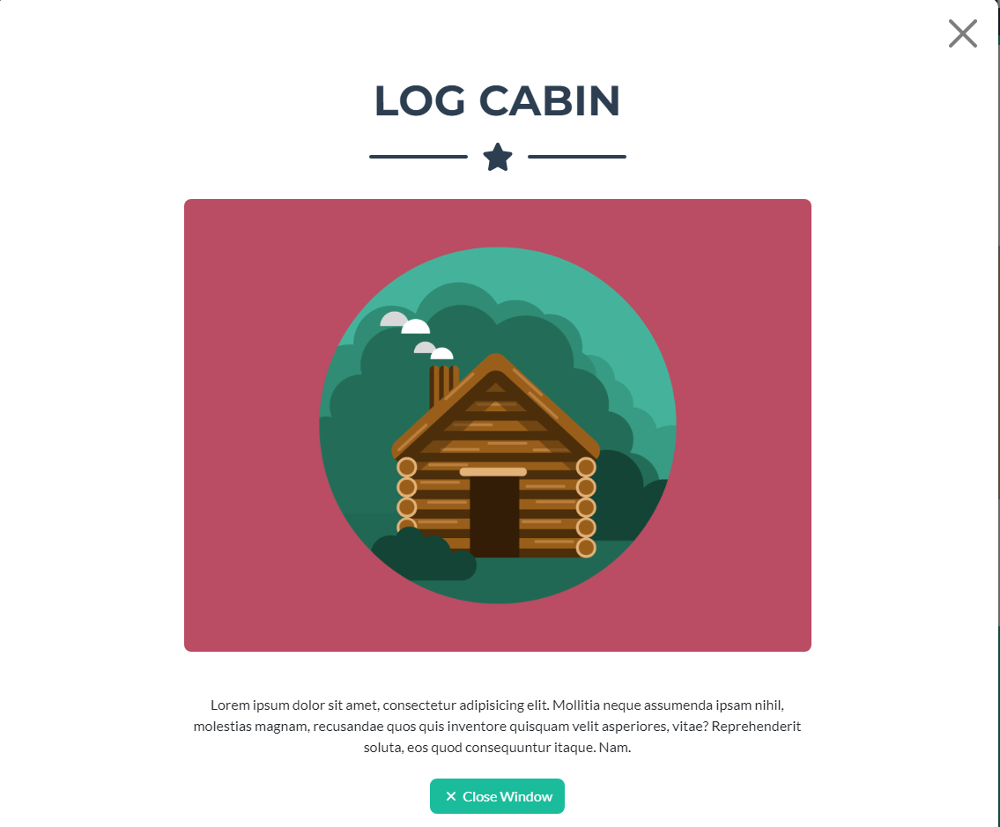 LOG CABIN
Lorem ipsum dolor sit amet, consectetur adipisicing elit. Mollitia neque assumenda ipsam nihil,
molestias magnam, recusandae quos quis inventore quisquam velit asperiores, vitae? Reprehenderit
soluta, eos quod consequuntur itaque. Nam.
Close Window